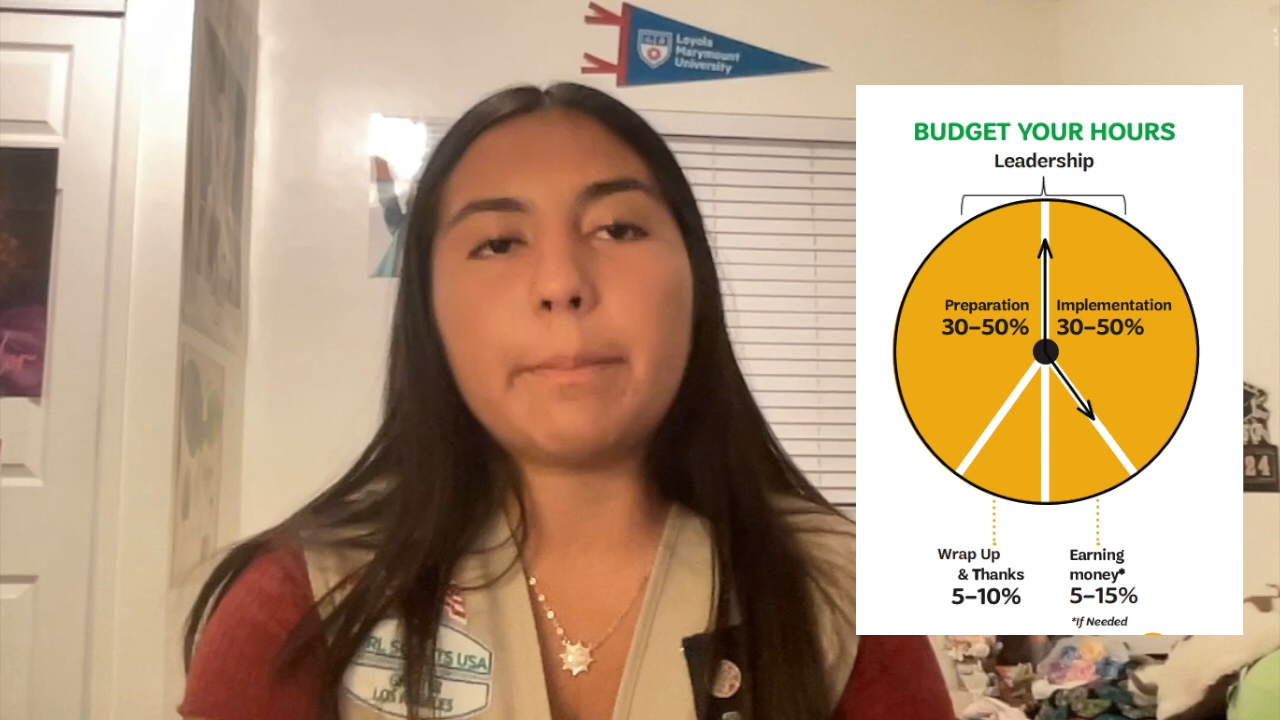 Loyola
Marymount
University
BUDGET YOUR HOURS
Leadership
Preparation
30–50%
Implementation
30–50%
Wrap Up
& Thanks
5–10%
Earning
money*
5–15%
*If Needed
RL SCOUTS USA
LOS ANGELES
24